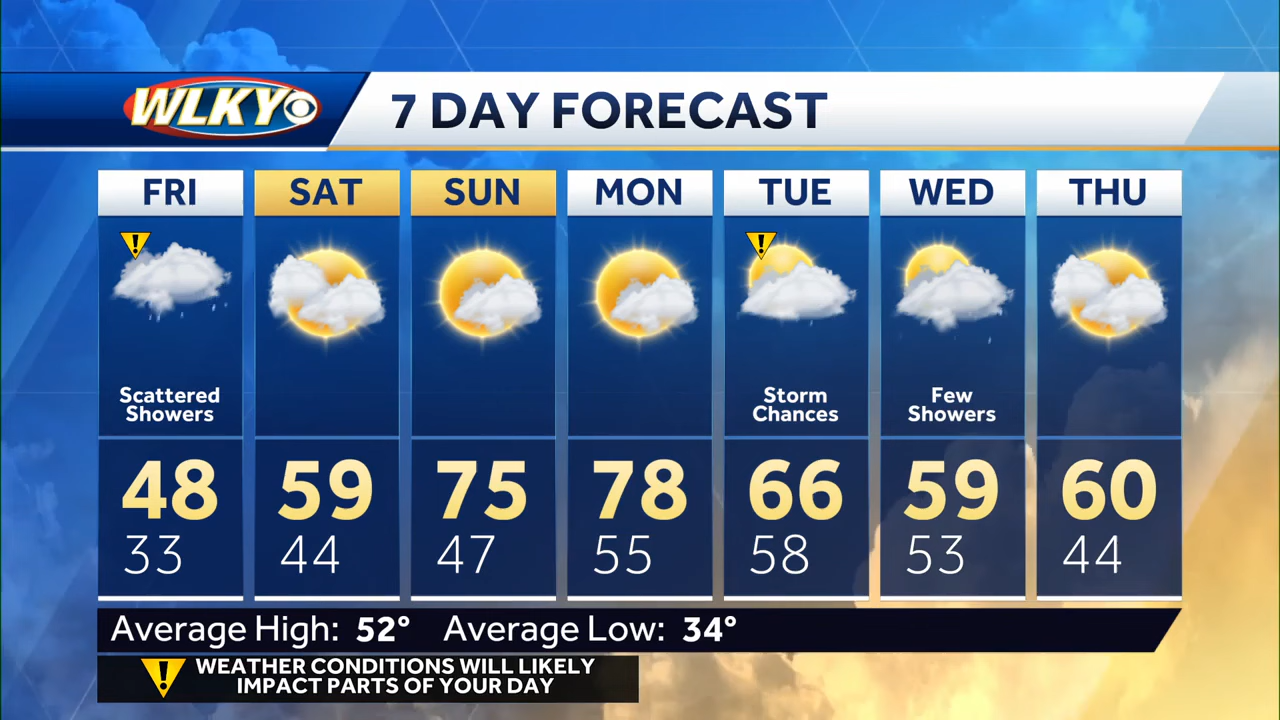 WLKY
7 DAY FORECAST
FRI SAT SUN MON TUE WED THU
! !
Scattered
Showers
Storm
Chances
Few
Showers
48 59 75 78 66 59 60
33 44 47 55 58 53 44
Average High: 52° Average Low: 34°
! WEATHER CONDITIONS WILL LIKELY
IMPACT PARTS OF YOUR DAY